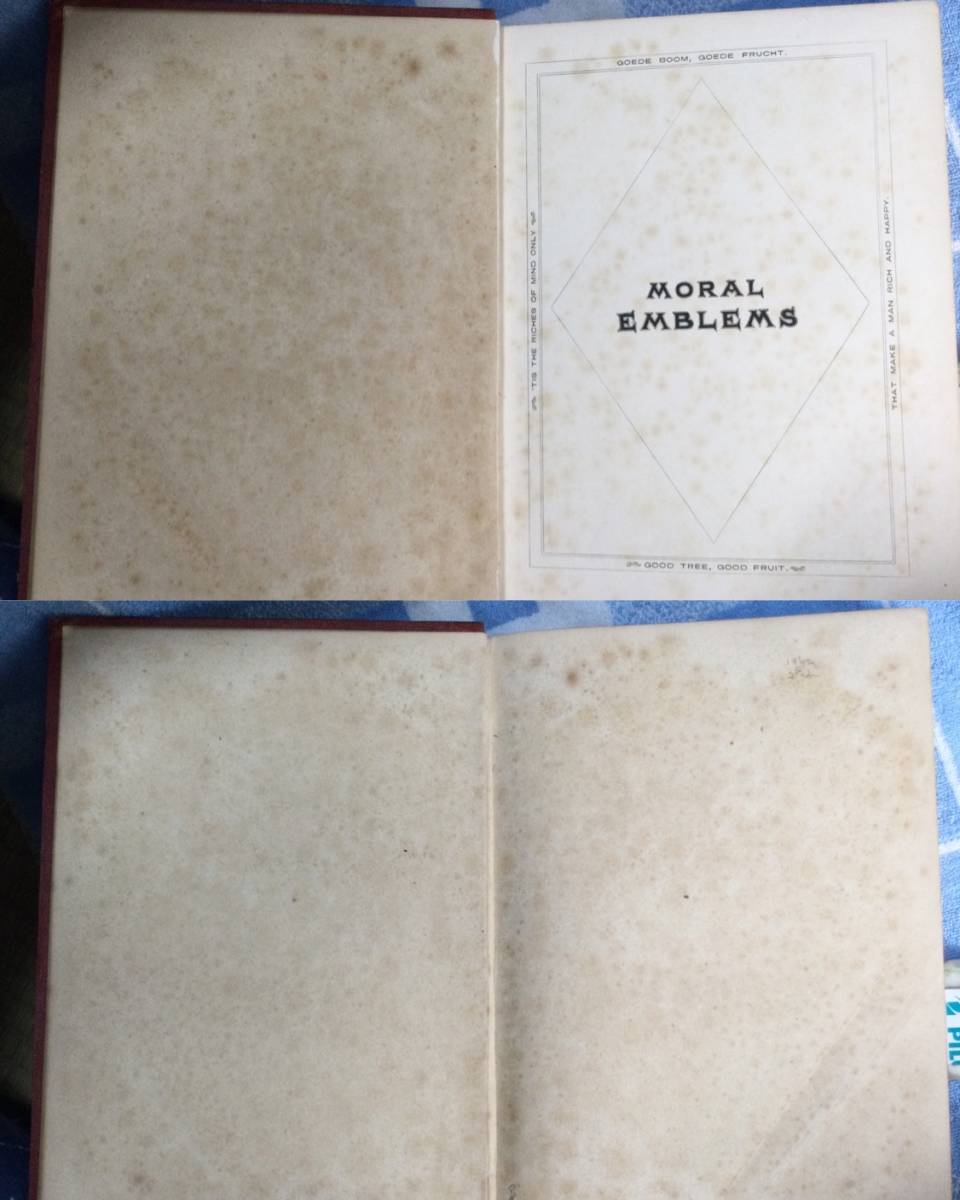 GOEDE BOOM, GOEDE FRUCHT.
'TIS THE RICHES OF MIND ONLY
MORAL
EMBLEMS
THAT MAKE A MAN RICH AND HAPPY.
GOOD TREE, GOOD FRUIT.